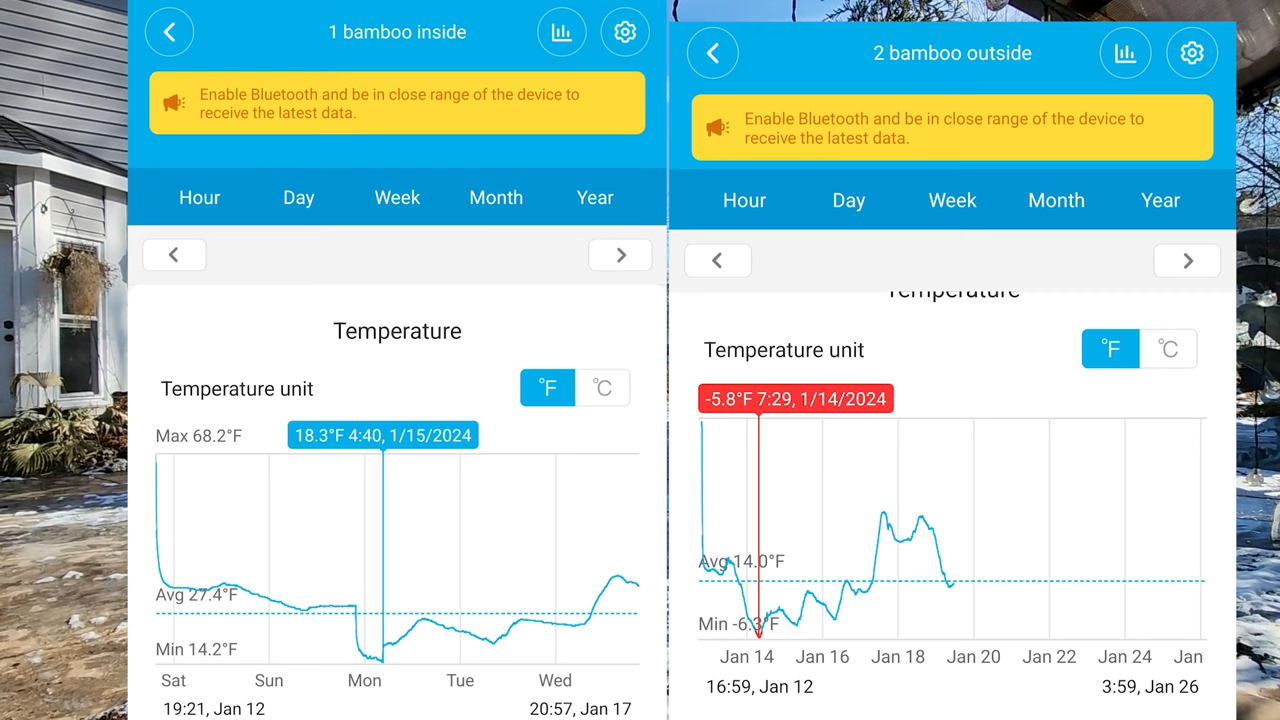 1 bamboo inside
Enable Bluetooth and be in close range of the device to
receive the latest data.
Hour Day Week Month Year
Temperature
Temperature unit
°F °C
Max 68.2°F
18.3°F 4:40, 1/15/2024
Avg 27.4°F
Min 14.2°F
Sat Sun Mon Tue Wed
19:21, Jan 12 20:57, Jan 17
2 bamboo outside
Enable Bluetooth and be in close range of the device to
receive the latest data.
Hour Day Week Month Year
Temperature
Temperature unit
°F °C
-5.8°F 7:29, 1/14/2024
Avg 14.0°F
Min -6.3°F
Jan 14 Jan 16 Jan 18 Jan 20 Jan 22 Jan 24 Jan
16:59, Jan 12 3:59, Jan 26